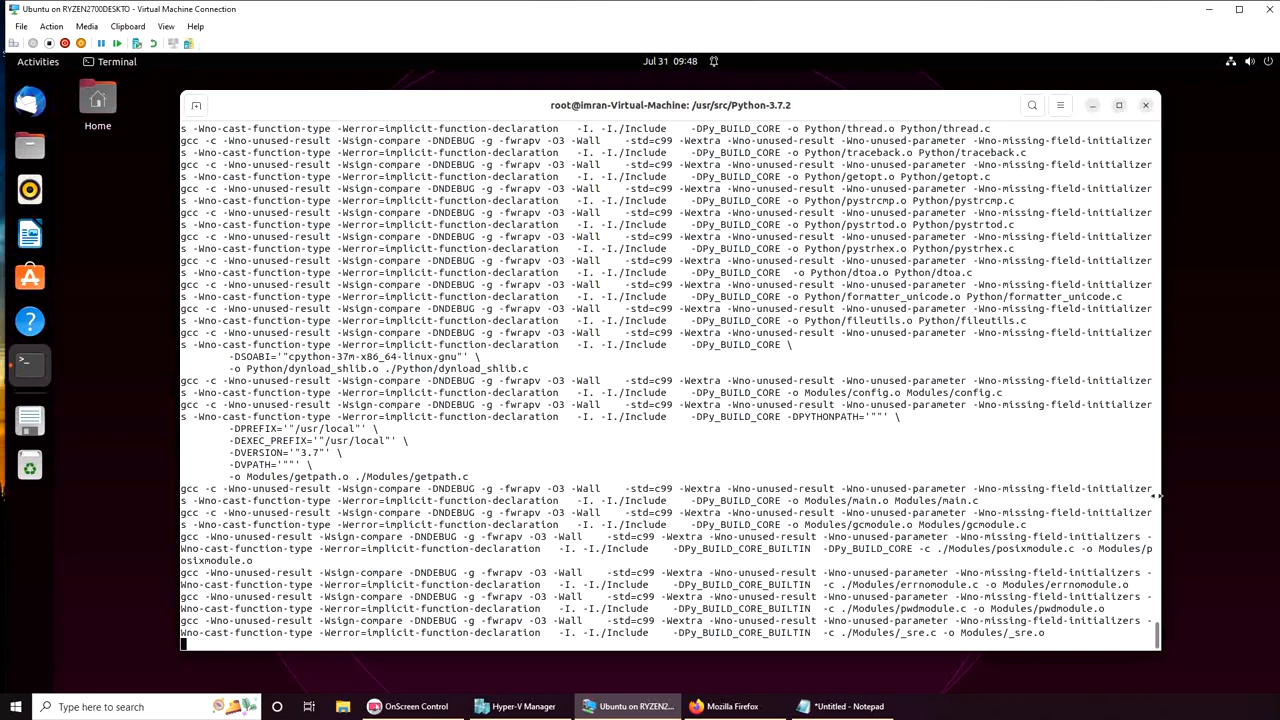 Ubuntu on RYZEN2700DESKTO - Virtual Machine Connection
File Action Media Clipboard View Help
Activities Terminal Jul 31 09:48
Home
root@imran-Virtual-Machine: /usr/src/Python-3.7.2
s -Wno-cast-function-type -Werror=implicit-function-declaration -I. -I./Include -DPy_BUILD_CORE -o Python/thread.o Python/thread.c
gcc -c -Wno-unused-result -Wsign-compare -DNDEBUG -g -fwrapv -O3 -Wall -std=c99 -Wextra -Wno-unused-result -Wno-unused-parameter -Wno-missing-field-initializer
s -Wno-cast-function-type -Werror=implicit-function-declaration -I. -I./Include -DPy_BUILD_CORE -o Python/traceback.o Python/traceback.c
gcc -c -Wno-unused-result -Wsign-compare -DNDEBUG -g -fwrapv -O3 -Wall -std=c99 -Wextra -Wno-unused-result -Wno-unused-parameter -Wno-missing-field-initializer
s -Wno-cast-function-type -Werror=implicit-function-declaration -I. -I./Include -DPy_BUILD_CORE -o Python/getopt.o Python/getopt.c
gcc -c -Wno-unused-result -Wsign-compare -DNDEBUG -g -fwrapv -O3 -Wall -std=c99 -Wextra -Wno-unused-result -Wno-unused-parameter -Wno-missing-field-initializer
s -Wno-cast-function-type -Werror=implicit-function-declaration -I. -I./Include -DPy_BUILD_CORE -o Python/pystrcmp.o Python/pystrcmp.c
gcc -c -Wno-unused-result -Wsign-compare -DNDEBUG -g -fwrapv -O3 -Wall -std=c99 -Wextra -Wno-unused-result -Wno-unused-parameter -Wno-missing-field-initializer
s -Wno-cast-function-type -Werror=implicit-function-declaration -I. -I./Include -DPy_BUILD_CORE -o Python/pystrtod.o Python/pystrtod.c
gcc -c -Wno-unused-result -Wsign-compare -DNDEBUG -g -fwrapv -O3 -Wall -std=c99 -Wextra -Wno-unused-result -Wno-unused-parameter -Wno-missing-field-initializer
s -Wno-cast-function-type -Werror=implicit-function-declaration -I. -I./Include -DPy_BUILD_CORE -o Python/pystrhex.o Python/pystrhex.c
gcc -c -Wno-unused-result -Wsign-compare -DNDEBUG -g -fwrapv -O3 -Wall -std=c99 -Wextra -Wno-unused-result -Wno-unused-parameter -Wno-missing-field-initializer
s -Wno-cast-function-type -Werror=implicit-function-declaration -I. -I./Include -DPy_BUILD_CORE -o Python/dtoa.o Python/dtoa.c
gcc -c -Wno-unused-result -Wsign-compare -DNDEBUG -g -fwrapv -O3 -Wall -std=c99 -Wextra -Wno-unused-result -Wno-unused-parameter -Wno-missing-field-initializer
s -Wno-cast-function-type -Werror=implicit-function-declaration -I. -I./Include -DPy_BUILD_CORE -o Python/formatter_unicode.o Python/formatter_unicode.c
gcc -c -Wno-unused-result -Wsign-compare -DNDEBUG -g -fwrapv -O3 -Wall -std=c99 -Wextra -Wno-unused-result -Wno-unused-parameter -Wno-missing-field-initializer
s -Wno-cast-function-type -Werror=implicit-function-declaration -I. -I./Include -DPy_BUILD_CORE -o Python/fileutils.o Python/fileutils.c
gcc -c -Wno-unused-result -Wsign-compare -DNDEBUG -g -fwrapv -O3 -Wall -std=c99 -Wextra -Wno-unused-result -Wno-unused-parameter -Wno-missing-field-initializer
s -Wno-cast-function-type -Werror=implicit-function-declaration -I. -I./Include -DPy_BUILD_CORE \
-DSOABI='"cpython-37m-x86_64-linux-gnu"' \
-o Python/dynload_shlib.o ./Python/dynload_shlib.c
gcc -c -Wno-unused-result -Wsign-compare -DNDEBUG -g -fwrapv -O3 -Wall -std=c99 -Wextra -Wno-unused-result -Wno-unused-parameter -Wno-missing-field-initializer
s -Wno-cast-function-type -Werror=implicit-function-declaration -I. -I./Include -DPy_BUILD_CORE -o Modules/config.o Modules/config.c
gcc -c -Wno-unused-result -Wsign-compare -DNDEBUG -g -fwrapv -O3 -Wall -std=c99 -Wextra -Wno-unused-result -Wno-unused-parameter -Wno-missing-field-initializer
s -Wno-cast-function-type -Werror=implicit-function-declaration -I. -I./Include -DPy_BUILD_CORE -DPYTHONPATH='""' \
-DPREFIX='"/usr/local"' \
-DEXEC_PREFIX='"/usr/local"' \
-DVERSION='"3.7"' \
-DVPATH='""' \
-o Modules/getpath.o ./Modules/getpath.c
gcc -c -Wno-unused-result -Wsign-compare -DNDEBUG -g -fwrapv -O3 -Wall -std=c99 -Wextra -Wno-unused-result -Wno-unused-parameter -Wno-missing-field-initializer
s -Wno-cast-function-type -Werror=implicit-function-declaration -I. -I./Include -DPy_BUILD_CORE -o Modules/main.o Modules/main.c
gcc -c -Wno-unused-result -Wsign-compare -DNDEBUG -g -fwrapv -O3 -Wall -std=c99 -Wextra -Wno-unused-result -Wno-unused-parameter -Wno-missing-field-initializer
s -Wno-cast-function-type -Werror=implicit-function-declaration -I. -I./Include -DPy_BUILD_CORE -o Modules/gcmodule.o Modules/gcmodule.c
gcc -Wno-unused-result -Wsign-compare -DNDEBUG -g -fwrapv -O3 -Wall -std=c99 -Wextra -Wno-unused-result -Wno-unused-parameter -Wno-missing-field-initializers -
Wno-cast-function-type -Werror=implicit-function-declaration -I. -I./Include -DPy_BUILD_CORE_BUILTIN -DPy_BUILD_CORE -c ./Modules/posixmodule.c -o Modules/p
osixmodule.o
gcc -Wno-unused-result -Wsign-compare -DNDEBUG -g -fwrapv -O3 -Wall -std=c99 -Wextra -Wno-unused-result -Wno-unused-parameter -Wno-missing-field-initializers -
Wno-cast-function-type -Werror=implicit-function-declaration -I. -I./Include -DPy_BUILD_CORE_BUILTIN -c ./Modules/errnomodule.c -o Modules/errnomodule.o
gcc -Wno-unused-result -Wsign-compare -DNDEBUG -g -fwrapv -O3 -Wall -std=c99 -Wextra -Wno-unused-result -Wno-unused-parameter -Wno-missing-field-initializers -
Wno-cast-function-type -Werror=implicit-function-declaration -I. -I./Include -DPy_BUILD_CORE_BUILTIN -c ./Modules/pwdmodule.c -o Modules/pwdmodule.o
gcc -Wno-unused-result -Wsign-compare -DNDEBUG -g -fwrapv -O3 -Wall -std=c99 -Wextra -Wno-unused-result -Wno-unused-parameter -Wno-missing-field-initializers -
Wno-cast-function-type -Werror=implicit-function-declaration -I. -I./Include -DPy_BUILD_CORE_BUILTIN -c ./Modules/_sre.c -o Modules/_sre.o
Type here to search OnScreen Control Hyper-V Manager Ubuntu on RYZEN2... Mozilla Firefox *Untitled - Notepad